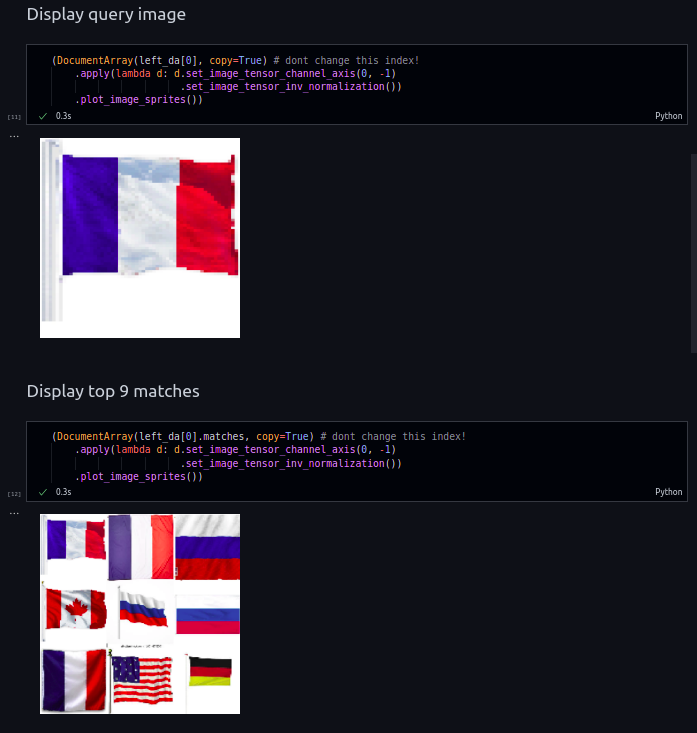 Display query image
(DocumentArray(left_da[0], copy=True) # dont change this index!
.apply(lambda d: d.set_image_tensor_channel_axis(0, -1)
.set_image_tensor_inv_normalization())
.plot_image_sprites())
[11]
✓ 0.3s
Python
...
Display top 9 matches
(DocumentArray(left_da[0].matches, copy=True) # dont change this index!
.apply(lambda d: d.set_image_tensor_channel_axis(0, -1)
.set_image_tensor_inv_normalization())
.plot_image_sprites())
[12]
✓ 0.3s
Python
...